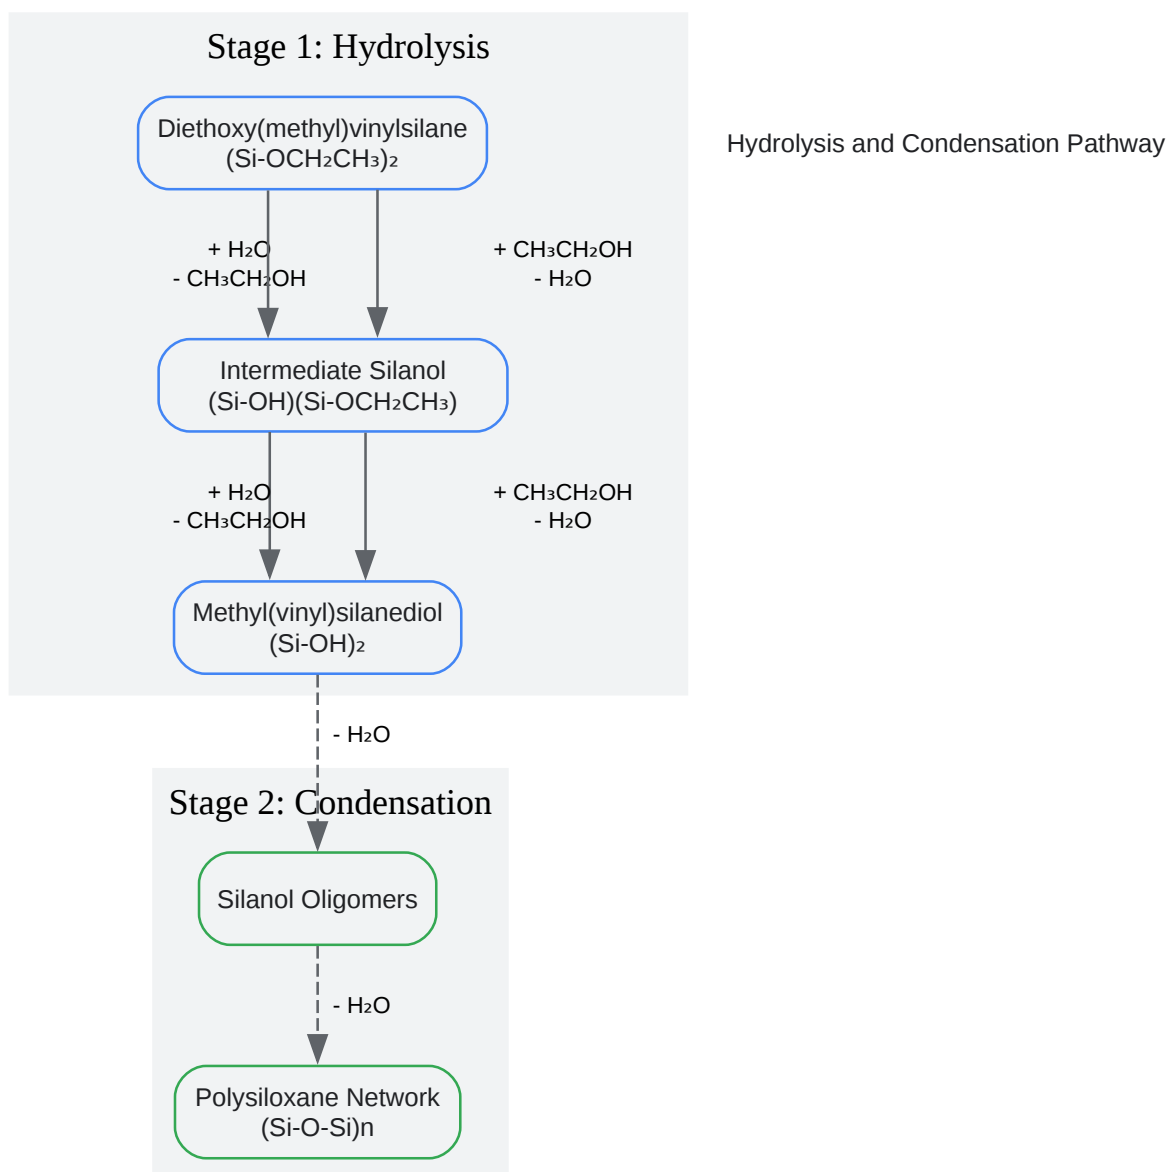 Stage 1: Hydrolysis
Diethoxy(methyl)vinylsilane
(Si-OCH₂CH₃)₂
Hydrolysis and Condensation Pathway
+ H₂O
- CH₃CH₂OH
+ CH₃CH₂OH
- H₂O
Intermediate Silanol
(Si-OH)(Si-OCH₂CH₃)
+ H₂O
- CH₃CH₂OH
+ CH₃CH₂OH
- H₂O
Methyl(vinyl)silanediol
(Si-OH)₂
- H₂O
Stage 2: Condensation
Silanol Oligomers
- H₂O
Polysiloxane Network
(Si-O-Si)n